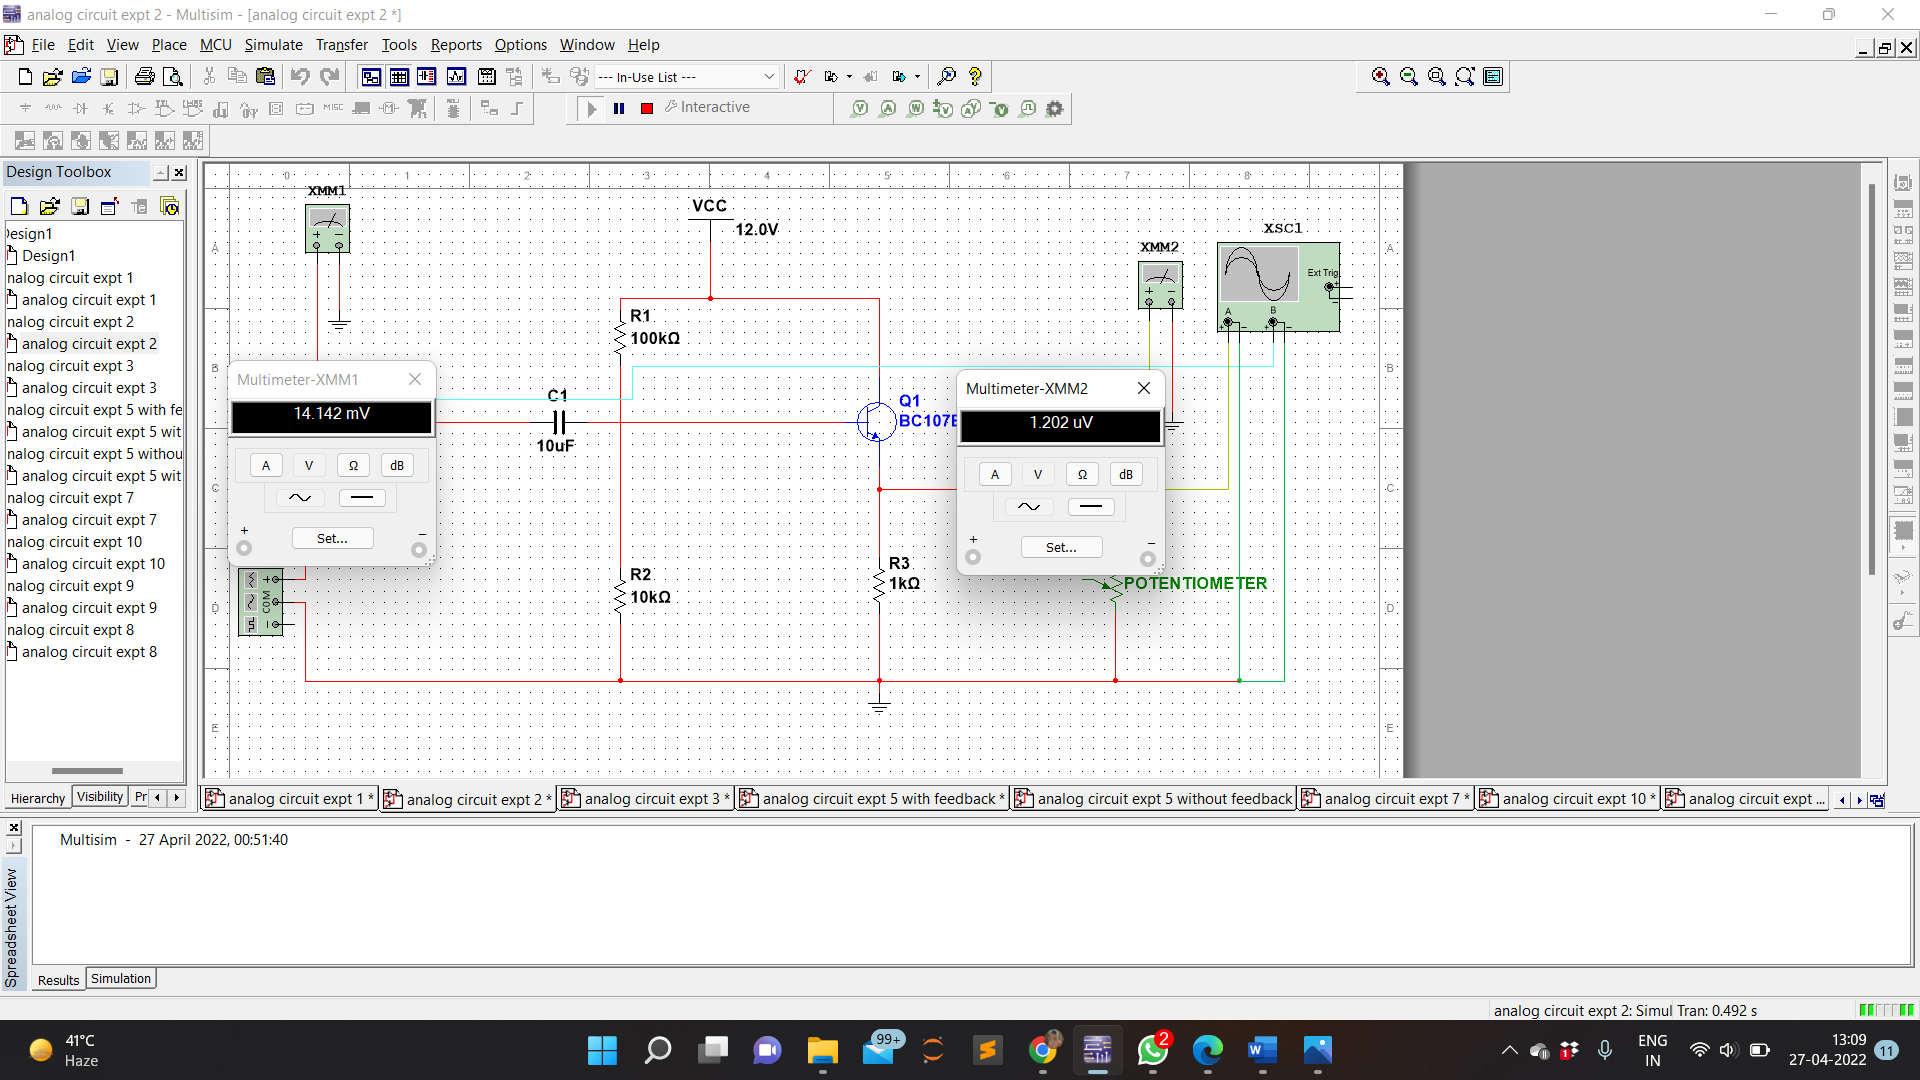 analog circuit expt 2 - Multisim - [analog circuit expt 2 *]
File Edit View Place MCU Simulate Transfer Tools Reports Options Window Help
--- In-Use List ---
MISC
Interactive
Design Toolbox
esign1
Design1
nalog circuit expt 1
analog circuit expt 1
nalog circuit expt 2
analog circuit expt 2
nalog circuit expt 3
analog circuit expt 3
nalog circuit expt 5 with fe
analog circuit expt 5 wit
nalog circuit expt 5 withou
analog circuit expt 5 wit
nalog circuit expt 7
analog circuit expt 7
nalog circuit expt 10
analog circuit expt 10
nalog circuit expt 9
analog circuit expt 9
nalog circuit expt 8
analog circuit expt 8
Hierarchy Visibility Pr
0 1 2 3 4 5 6 7 8
A B C D E
XMM1
VCC
12.0V
XMM2
XSC1
Ext Trig
A B
R1
100kΩ
C1
10uF
Q1
BC107B
R2
10kΩ
R3
1kΩ
POTENTIOMETER
COM
Multimeter-XMM1
14.142 mV
A V Ω dB
+ −
Set...
Multimeter-XMM2
1.202 uV
A V Ω dB
+ −
Set...
A B C D E
analog circuit expt 1 * analog circuit expt 2 * analog circuit expt 3 * analog circuit expt 5 with feedback * analog circuit expt 5 without feedback analog circuit expt 7 * analog circuit expt 10 * analog circuit expt ...
Spreadsheet View
Multisim - 27 April 2022, 00:51:40
Results Simulation
analog circuit expt 2: Simul Tran: 0.492 s
41°C
Haze
99+
2
1
ENG
IN
13:09
27-04-2022
11